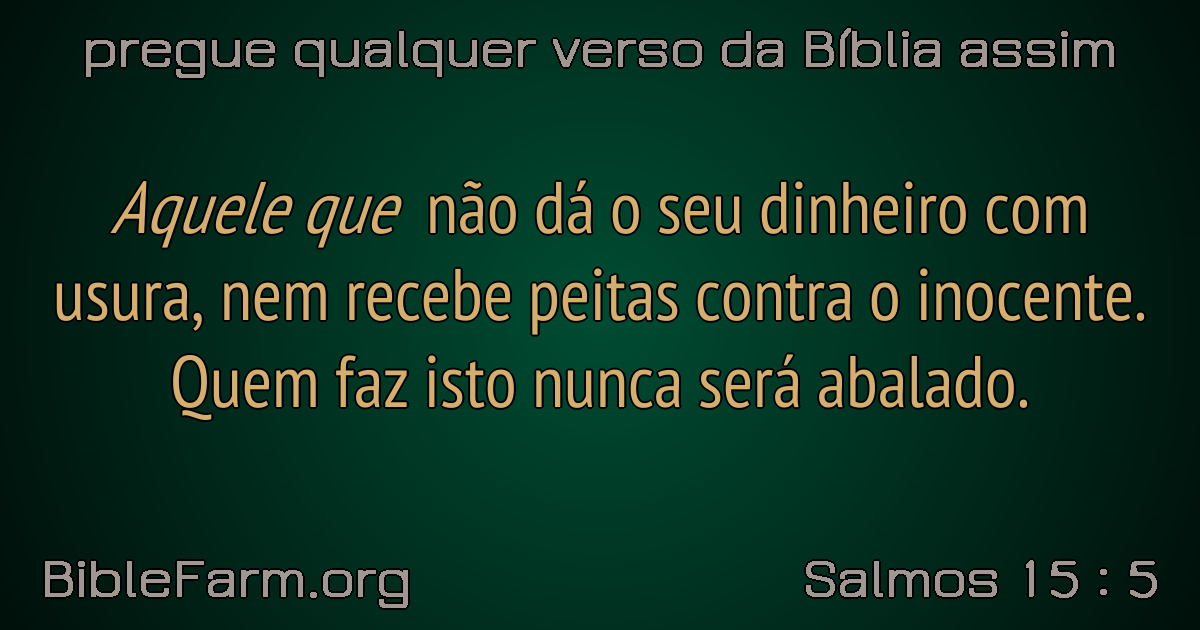 pregue qualquer verso da Bíblia assim
Aquele que não dá o seu dinheiro com
usura, nem recebe peitas contra o inocente.
Quem faz isto nunca será abalado.
BibleFarm.org
Salmos 15 : 5